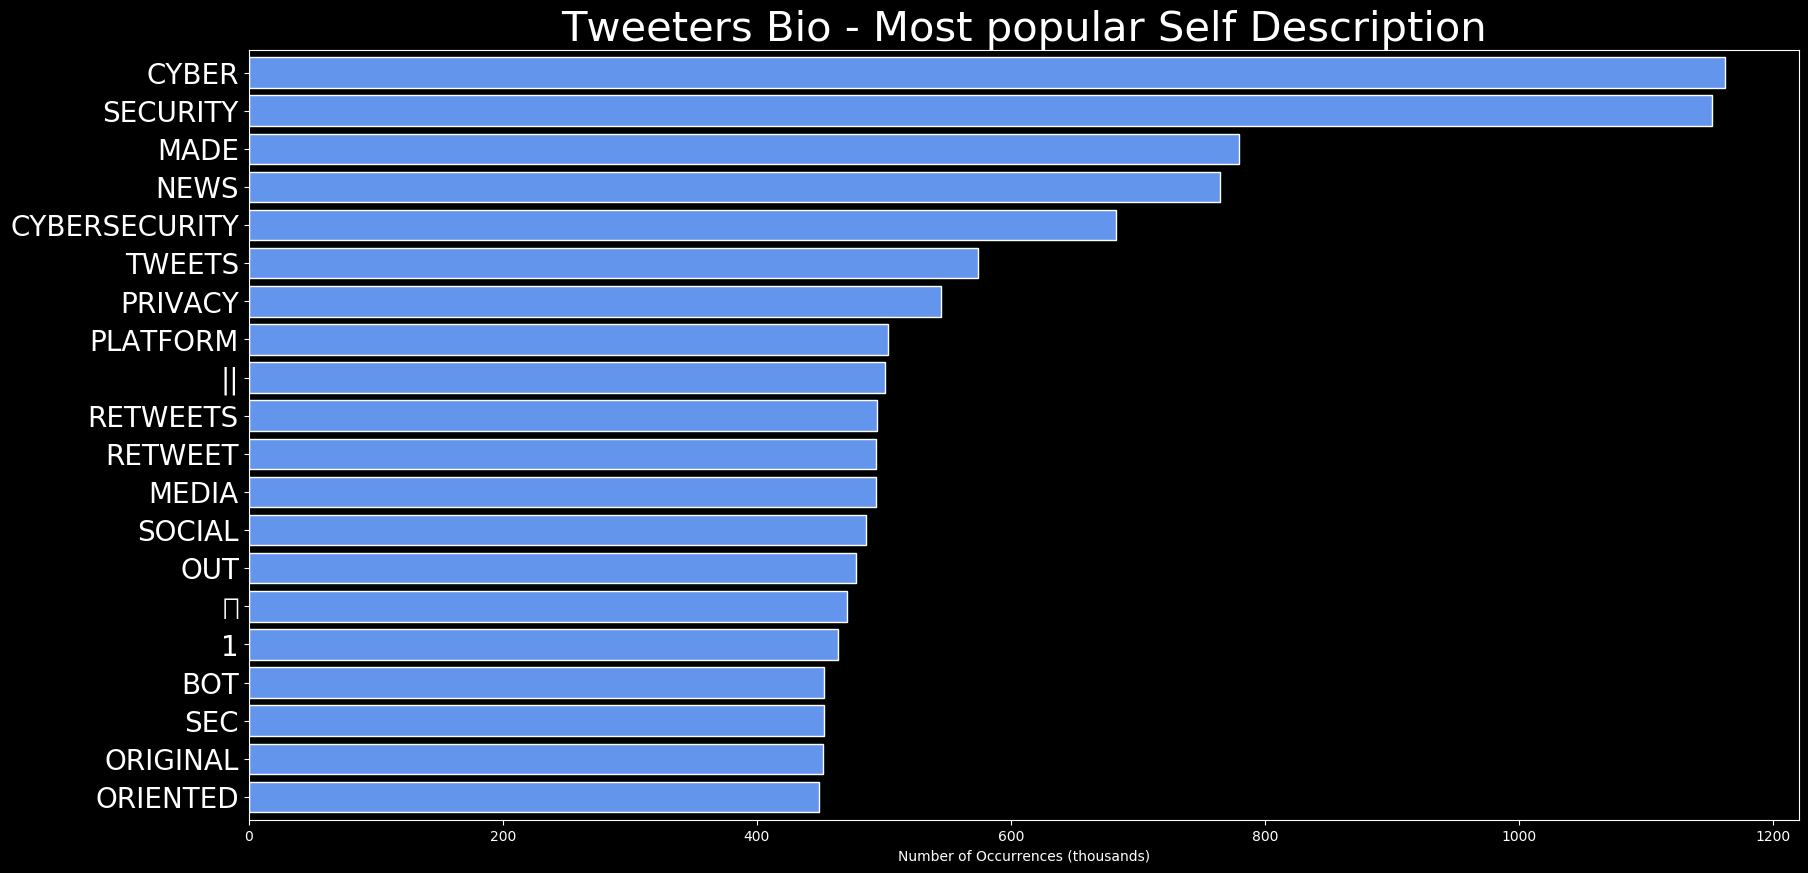 Tweeters Bio - Most popular Self Description
CYBER
SECURITY
MADE
NEWS
CYBERSECURITY
TWEETS
PRIVACY
PLATFORM
||
RETWEETS
RETWEET
MEDIA
SOCIAL
OUT
1
BOT
SEC
ORIGINAL
ORIENTED
0 200 400 600 800 1000 1200
Number of Occurrences (thousands)